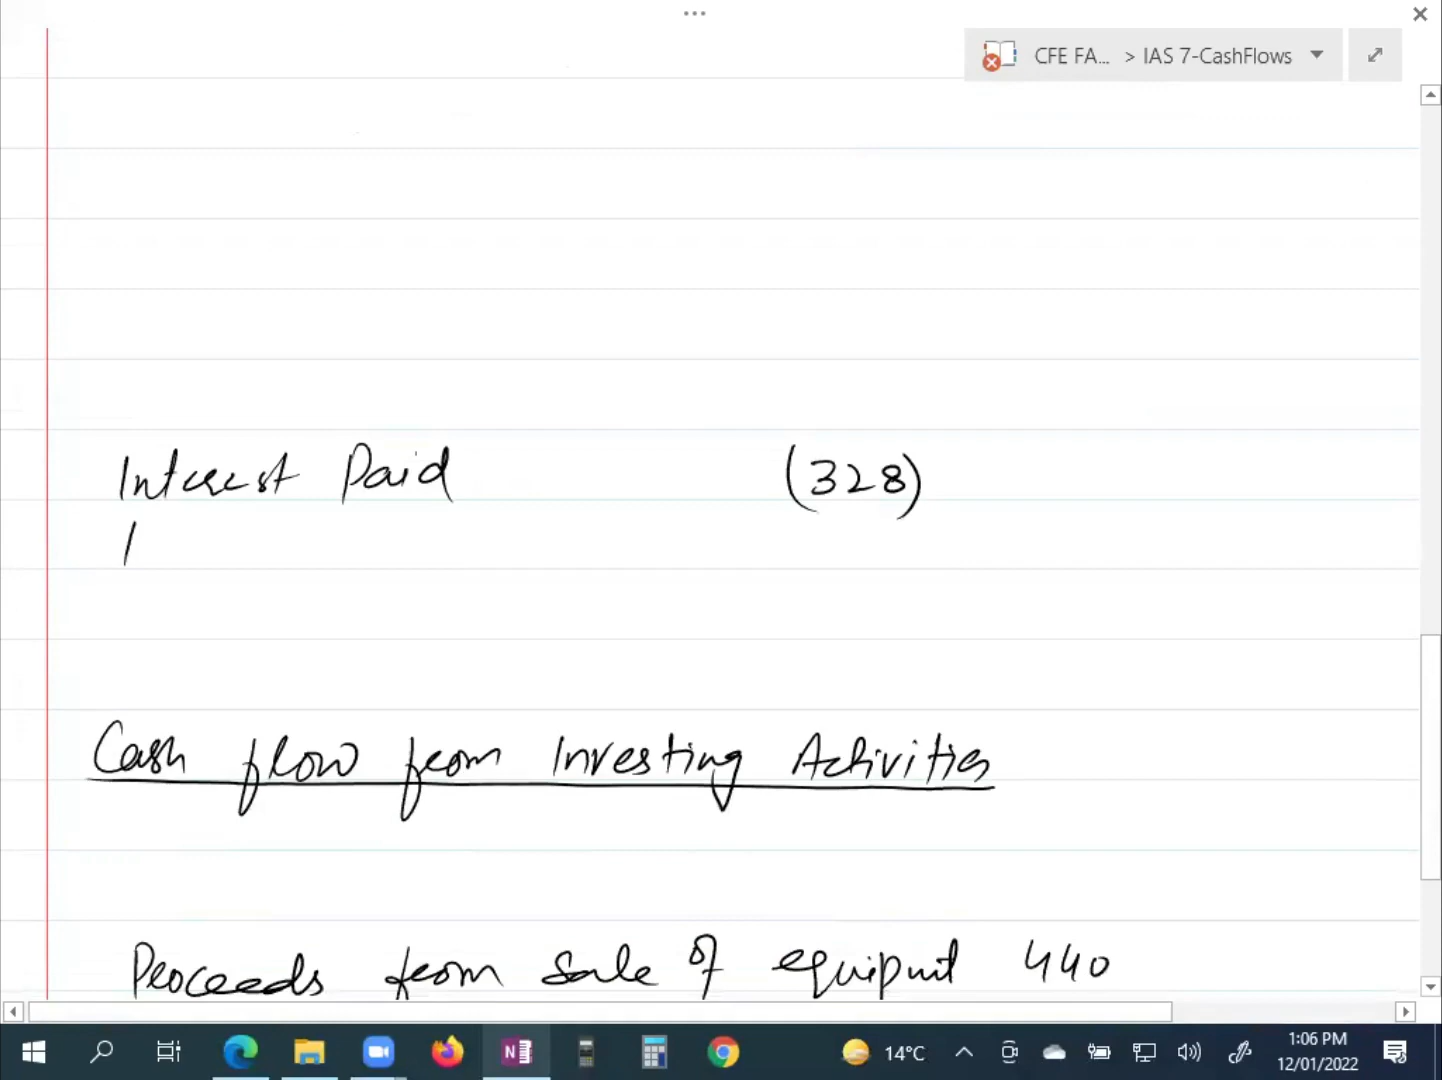 CFE FA... > IAS 7-CashFlows
Interest Paid (328)
Cash flow from Investing Activities
Proceeds from sale of 440
14°C
1:06 PM
12/01/2022